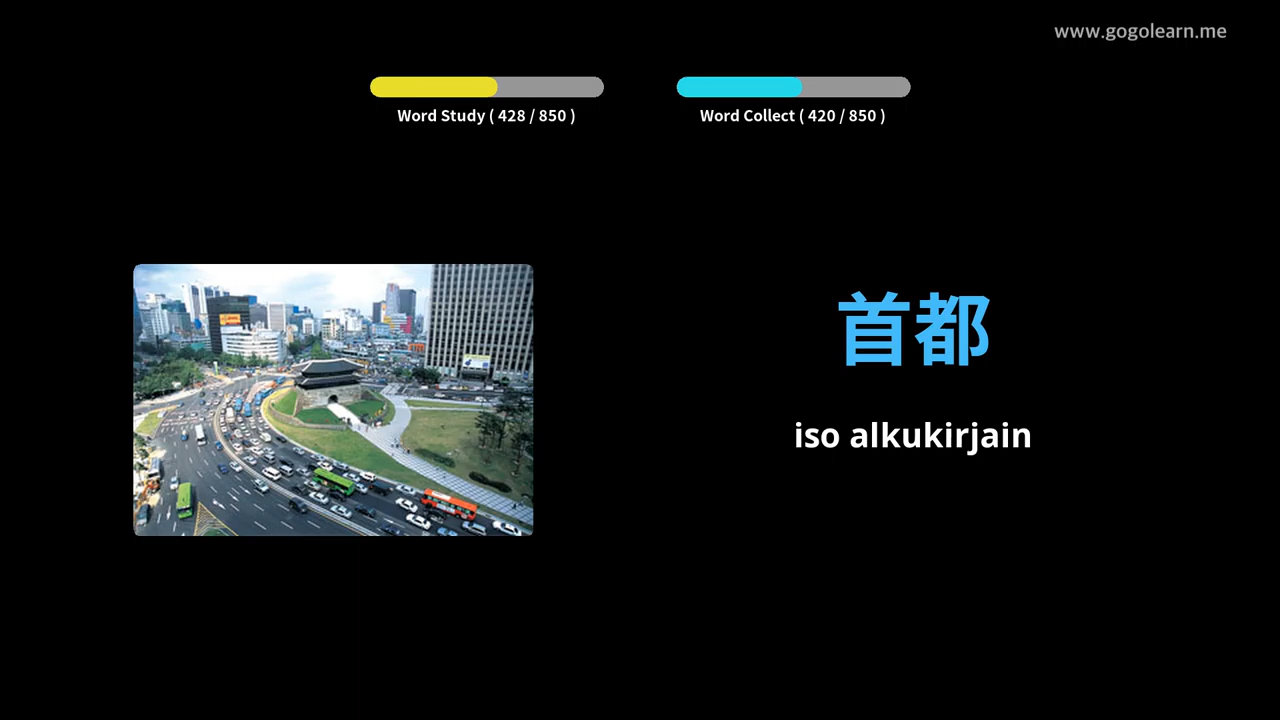 www.gogolearn.me
Word Study ( 428 / 850 )
Word Collect ( 420 / 850 )
首都
iso alkukirjain